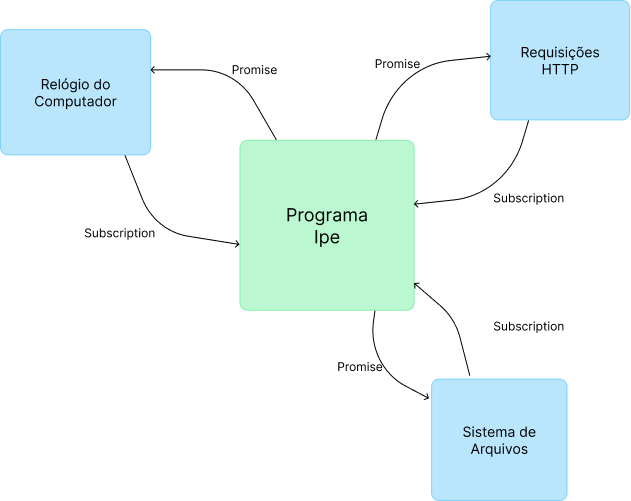 Relógio do
Computador
Promise
Promise
Requisições
HTTP
Subscription
Programa
Ipe
Subscription
Subscription
Promise
Sistema de
Arquivos